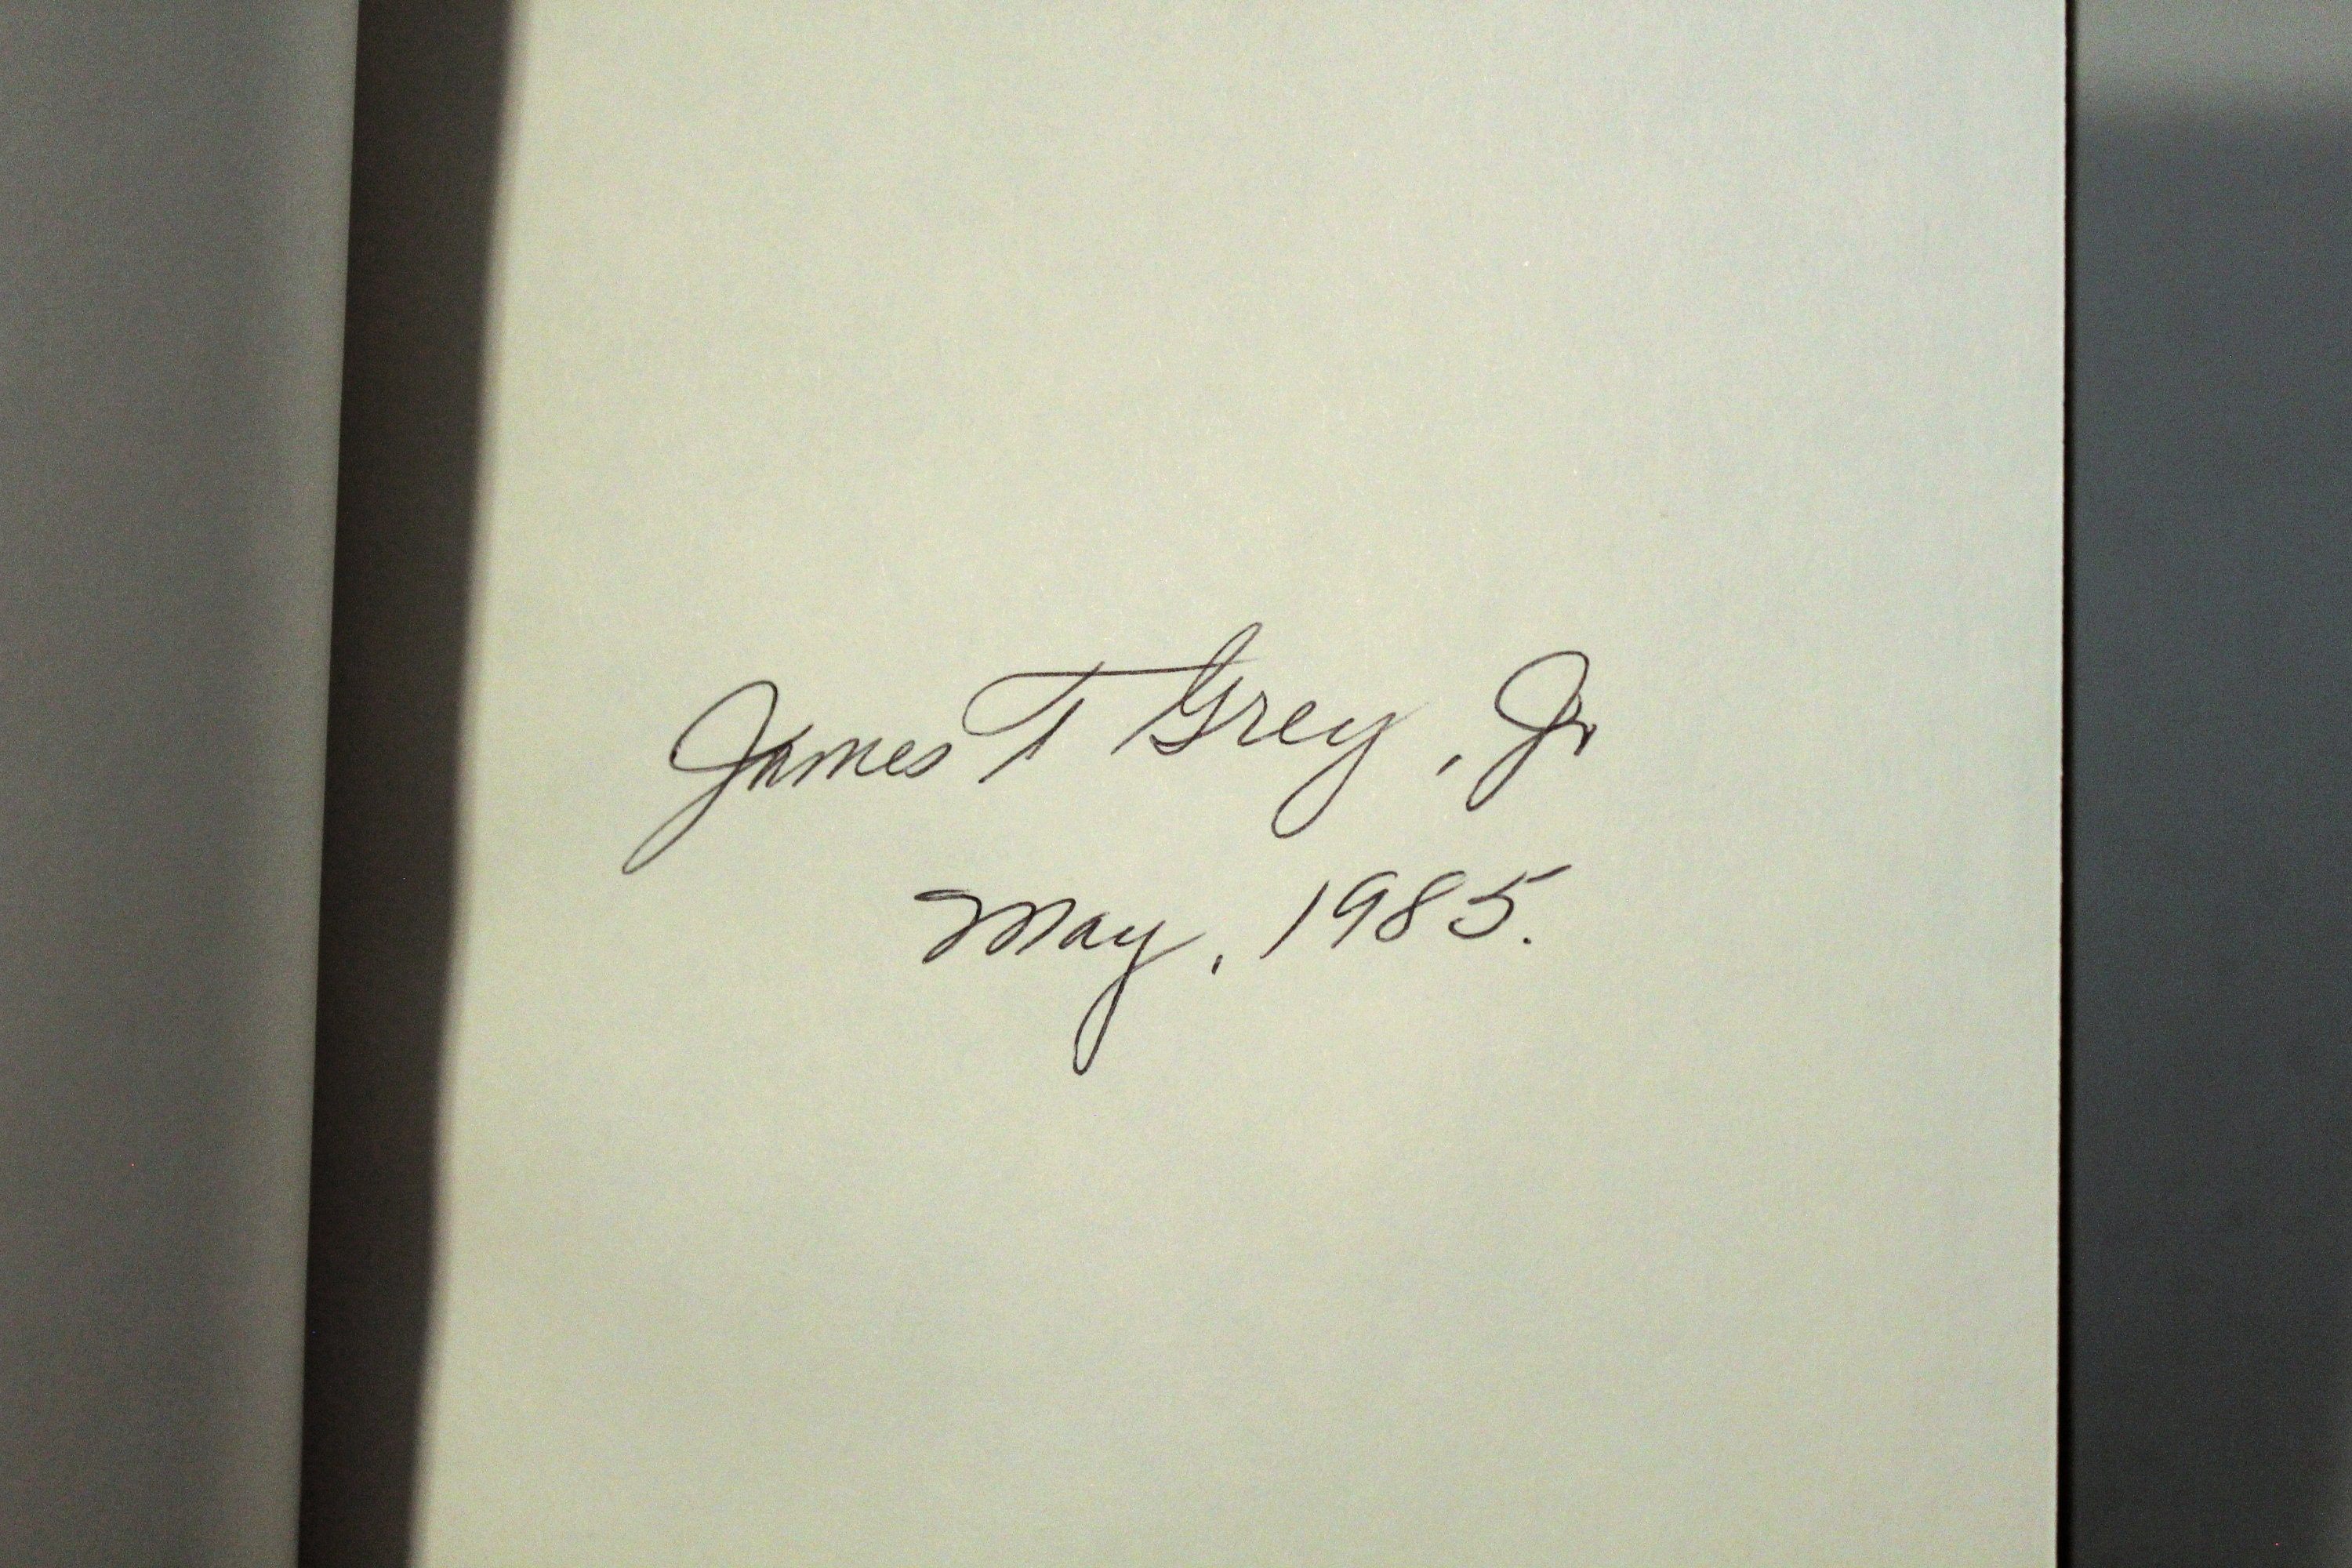 James T Grey, Jr
May, 1985.